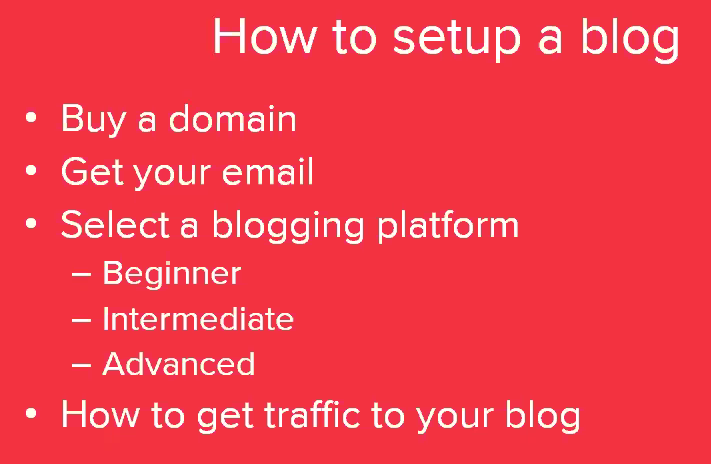 How to setup a blog
• Buy a domain
• Get your email
• Select a blogging platform
– Beginner
– Intermediate
– Advanced
• How to get traffic to your blog